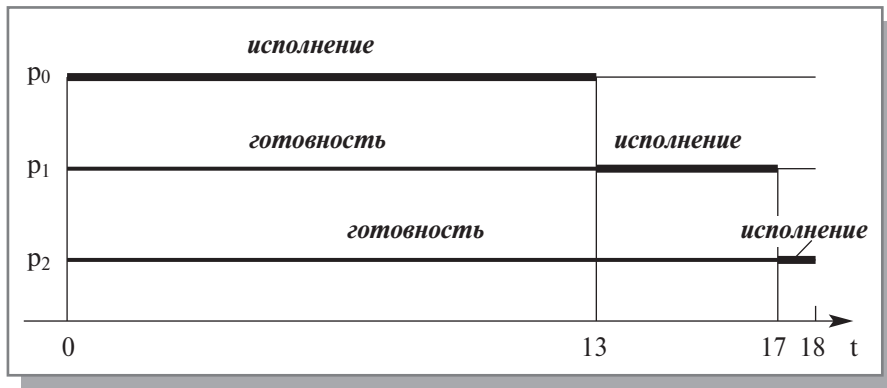 исполнение
p0
готовность исполнение
p1
готовность исполнение
p2
0 13 17 18 t